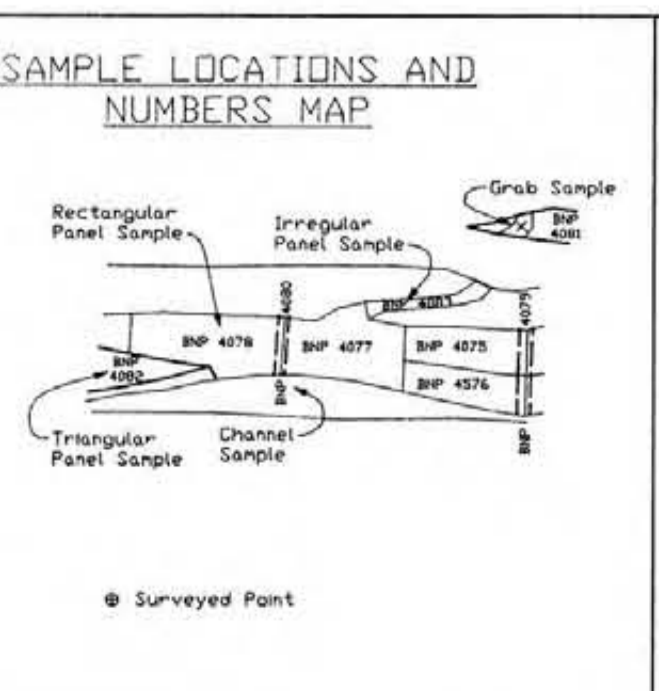 SAMPLE LOCATIONS AND
NUMBERS MAP
Grab Sample
BNP
4081
Rectangular
Panel Sample
Irregular
Panel Sample
BNP 4083
BNP 4080
BNP 4079
BNP 4078
BNP 4077
BNP 4075
BNP 4576
BNP
4082
Triangular
Panel Sample
Channel
Sample
⊕ Surveyed Point